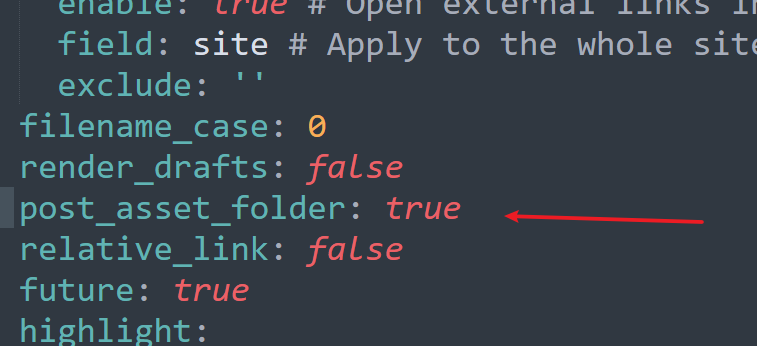 enable: true # Open external links in
field: site # Apply to the whole site
exclude: ''
filename_case: 0
render_drafts: false
post_asset_folder: true
relative_link: false
future: true
highlight: